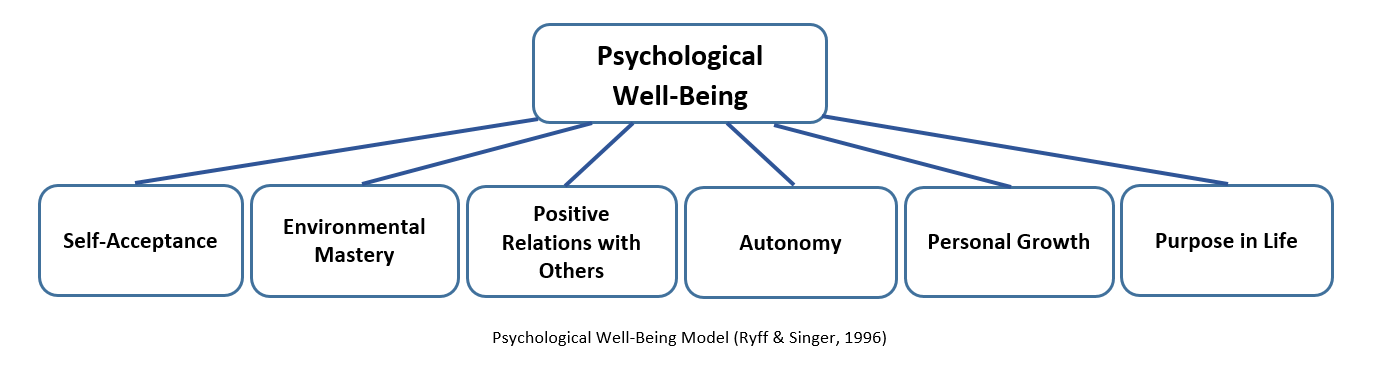 Psychological
Well-Being
Self-Acceptance
Environmental
Mastery
Positive
Relations with
Others
Autonomy
Personal Growth
Purpose in Life
Psychological Well-Being Model (Ryff & Singer, 1996)